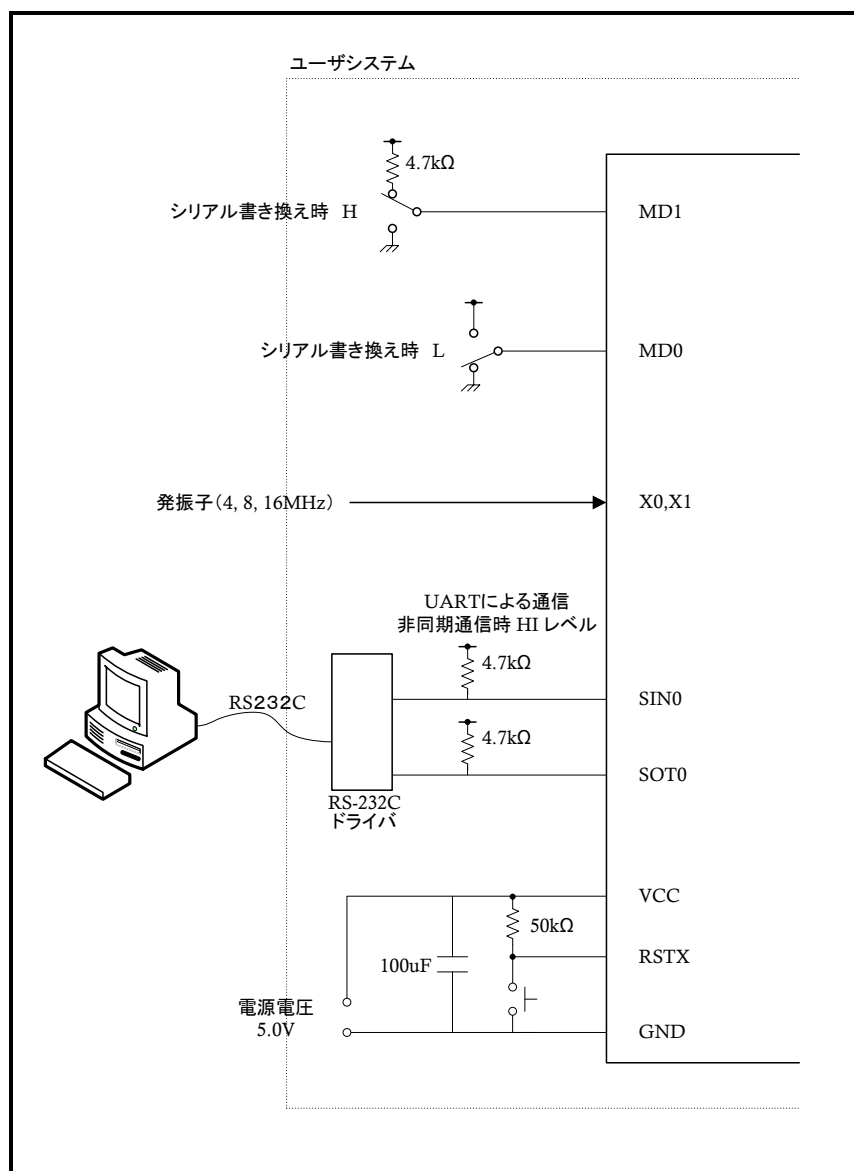 ユーザシステム
4.7kΩ
シリアル書き換え時 H
MD1
シリアル書き換え時 L
MD0
発振子(4, 8, 16MHz)
X0,X1
UARTによる通信
非同期通信時 HI レベル
4.7kΩ
RS232C
SIN0
4.7kΩ
SOT0
RS-232C
ドライバ
VCC
50kΩ
100uF
RSTX
電源電圧
5.0V
GND